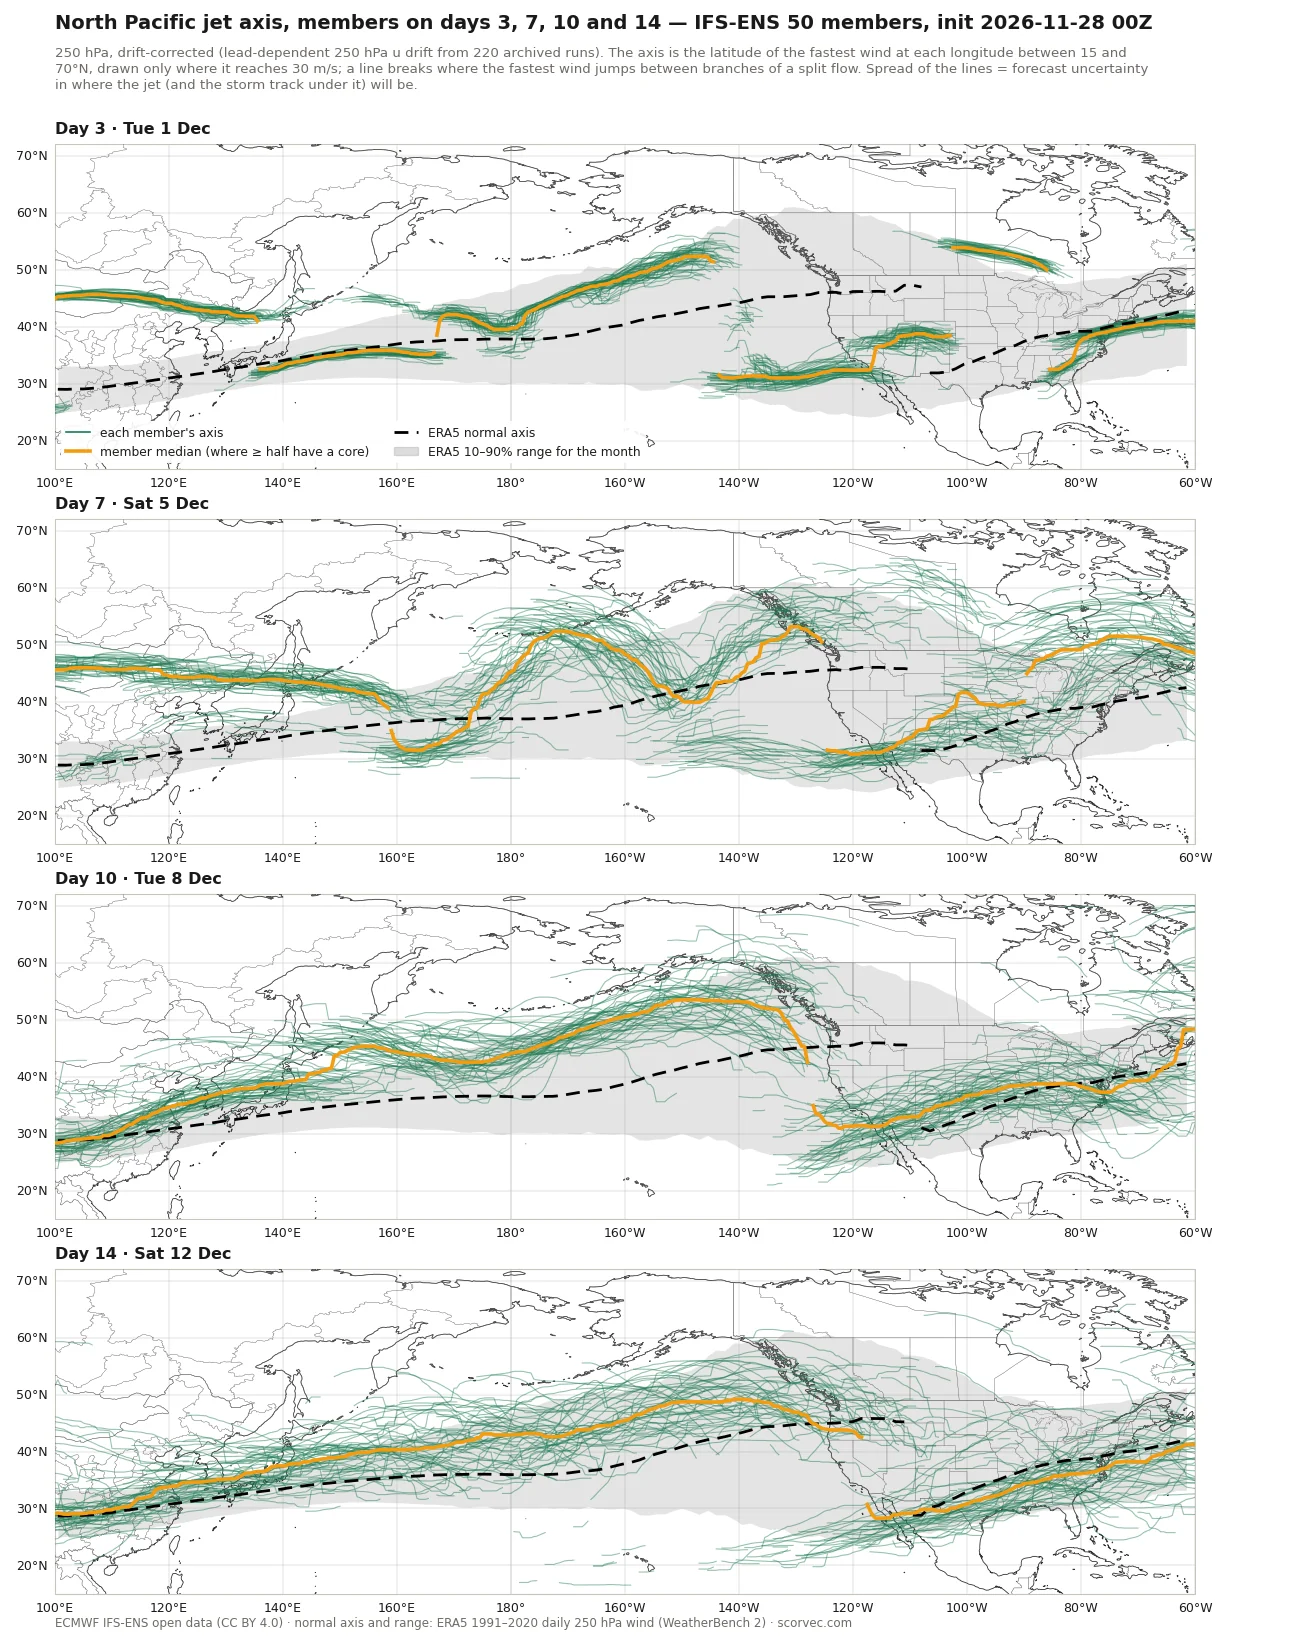 North Pacific jet axis, members on days 3, 7, 10 and 14 — IFS-ENS 50 members, init 2026-11-28 00Z
250 hPa, drift-corrected (lead-dependent 250 hPa u drift from 220 archived runs). The axis is the latitude of the fastest wind at each longitude between 15 and
70°N, drawn only where it reaches 30 m/s; a line breaks where the fastest wind jumps between branches of a split flow. Spread of the lines = forecast uncertainty
in where the jet (and the storm track under it) will be.
Day 3 · Tue 1 Dec
70°N
60°N
50°N
40°N
30°N
20°N
each member's axis
member median (where ≥ half have a core)
ERA5 normal axis
ERA5 10–90% range for the month
100°E 120°E 140°E 160°E 180° 160°W 140°W 120°W 100°W 80°W 60°W
Day 7 · Sat 5 Dec
70°N
60°N
50°N
40°N
30°N
20°N
100°E 120°E 140°E 160°E 180° 160°W 140°W 120°W 100°W 80°W 60°W
Day 10 · Tue 8 Dec
70°N
60°N
50°N
40°N
30°N
20°N
100°E 120°E 140°E 160°E 180° 160°W 140°W 120°W 100°W 80°W 60°W
Day 14 · Sat 12 Dec
70°N
60°N
50°N
40°N
30°N
20°N
100°E 120°E 140°E 160°E 180° 160°W 140°W 120°W 100°W 80°W 60°W
ECMWF IFS-ENS open data (CC BY 4.0) · normal axis and range: ERA5 1991–2020 daily 250 hPa wind (WeatherBench 2) · scorvec.com